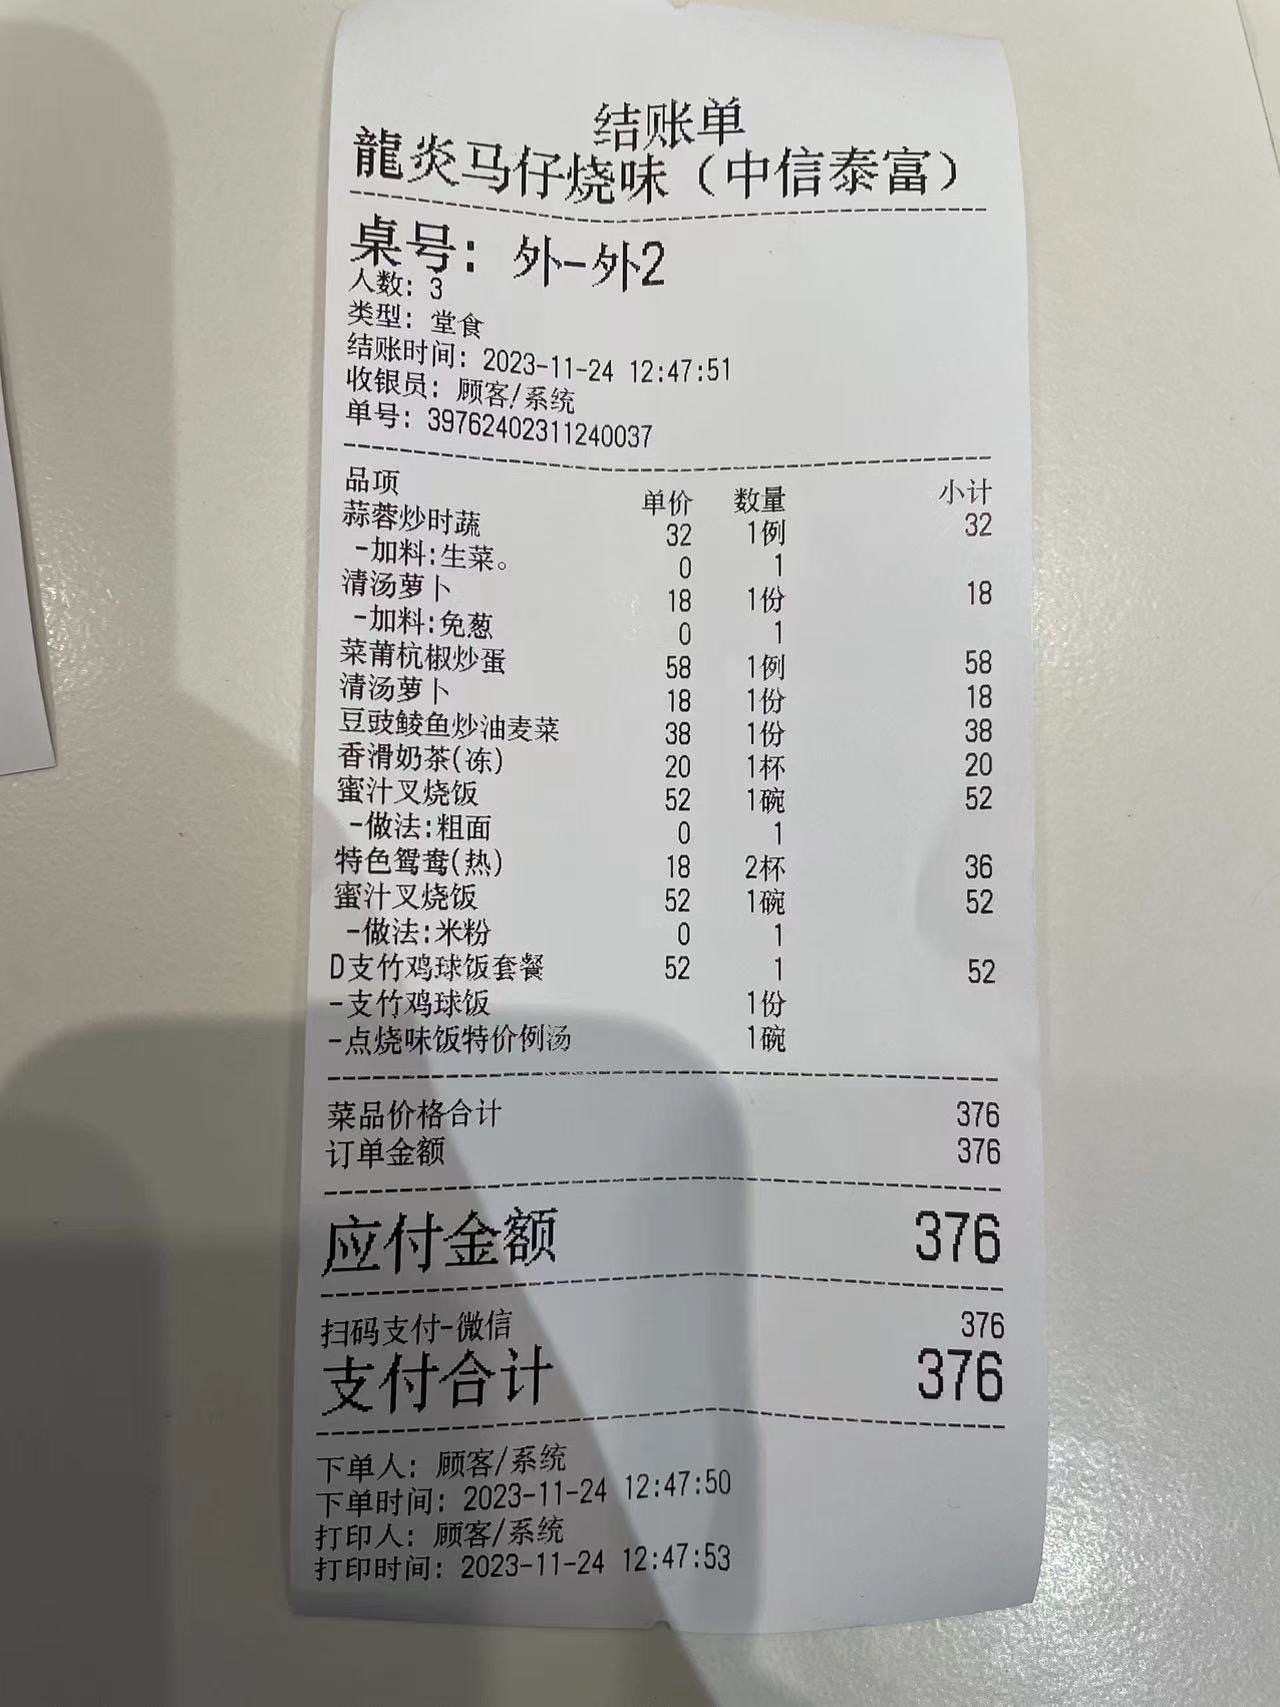 结账单
龍炎马仔烧味（中信泰富）
桌号：外-外2
人数：3
类型：堂食
结账时间：2023-11-24 12:47:51
收银员：顾客/系统
单号：39762402311240037
品项 单价 数量 小计
蒜蓉炒时蔬 32 1例 32
-加料:生菜。 0 1
清汤萝卜 18 1份 18
-加料:免葱 0 1
菜莆杭椒炒蛋 58 1例 58
清汤萝卜 18 1份 18
豆豉鲮鱼炒油麦菜 38 1份 38
香滑奶茶(冻) 20 1杯 20
蜜汁叉烧饭 52 1碗 52
-做法:粗面 0 1
特色鸳鸯(热) 18 2杯 36
蜜汁叉烧饭 52 1碗 52
-做法:米粉 0 1
D支竹鸡球饭套餐 52 1 52
-支竹鸡球饭 1份
-点烧味饭特价例汤 1碗
菜品价格合计 376
订单金额 376
应付金额 376
扫码支付-微信 376
支付合计 376
下单人：顾客/系统
下单时间：2023-11-24 12:47:50
打印人：顾客/系统
打印时间：2023-11-24 12:47:53